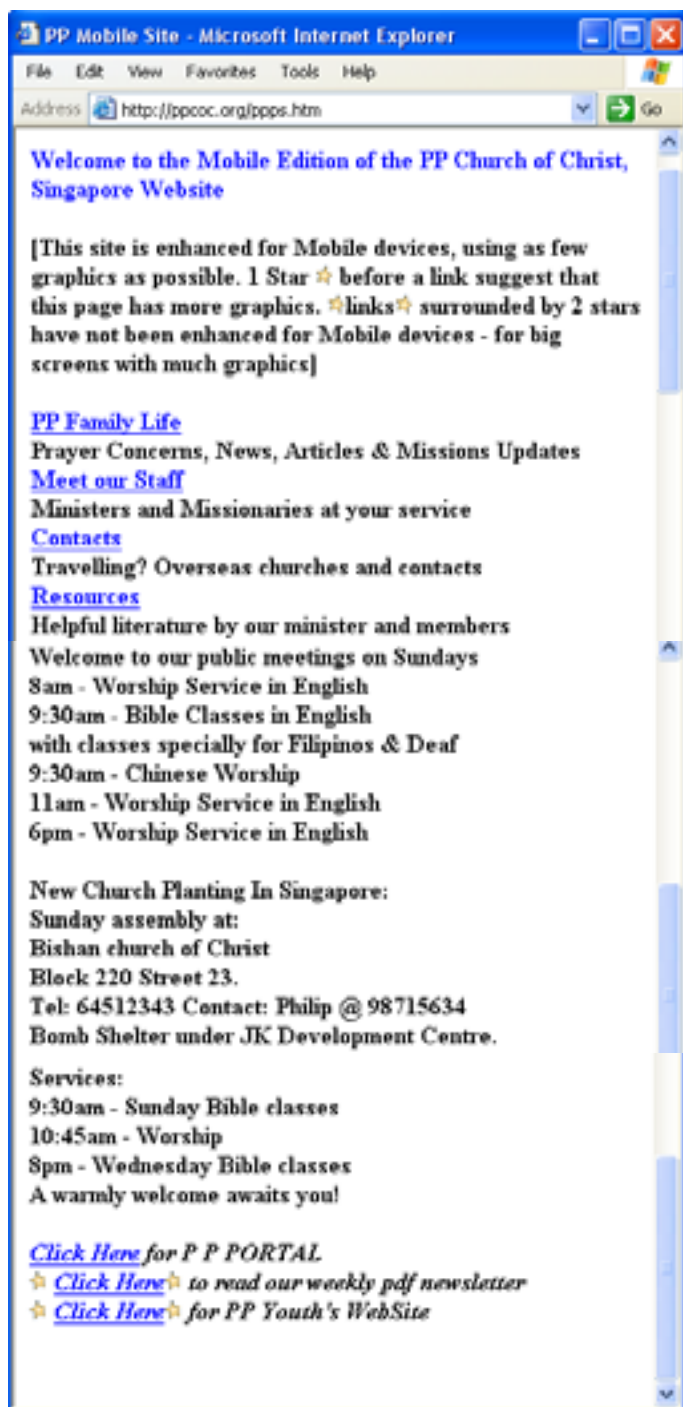 PP Mobile Site - Microsoft Internet Explorer
File Edit View Favorites Tools Help
Address http://ppcoc.org/ppps.htm Go
Welcome to the Mobile Edition of the PP Church of Christ,
Singapore Website
[This site is enhanced for Mobile devices, using as few
graphics as possible. 1 Star before a link suggest that
this page has more graphics. links surrounded by 2 stars
have not been enhanced for Mobile devices - for big
screens with much graphics]
PP Family Life
Prayer Concerns, News, Articles & Missions Updates
Meet our Staff
Ministers and Missionaries at your service
Contacts
Travelling? Overseas churches and contacts
Resources
Helpful literature by our minister and members
Welcome to our public meetings on Sundays
8am - Worship Service in English
9:30am - Bible Classes in English
with classes specially for Filipinos & Deaf
9:30am - Chinese Worship
11am - Worship Service in English
6pm - Worship Service in English
New Church Planting In Singapore:
Sunday assembly at:
Bishan church of Christ
Block 220 Street 23.
Tel: 64512343 Contact: Philip @ 98715634
Bomb Shelter under JK Development Centre.
Services:
9:30am - Sunday Bible classes
10:45am - Worship
8pm - Wednesday Bible classes
A warmly welcome awaits you!
Click Here for P P PORTAL
Click Here to read our weekly pdf newsletter
Click Here for PP Youth's WebSite